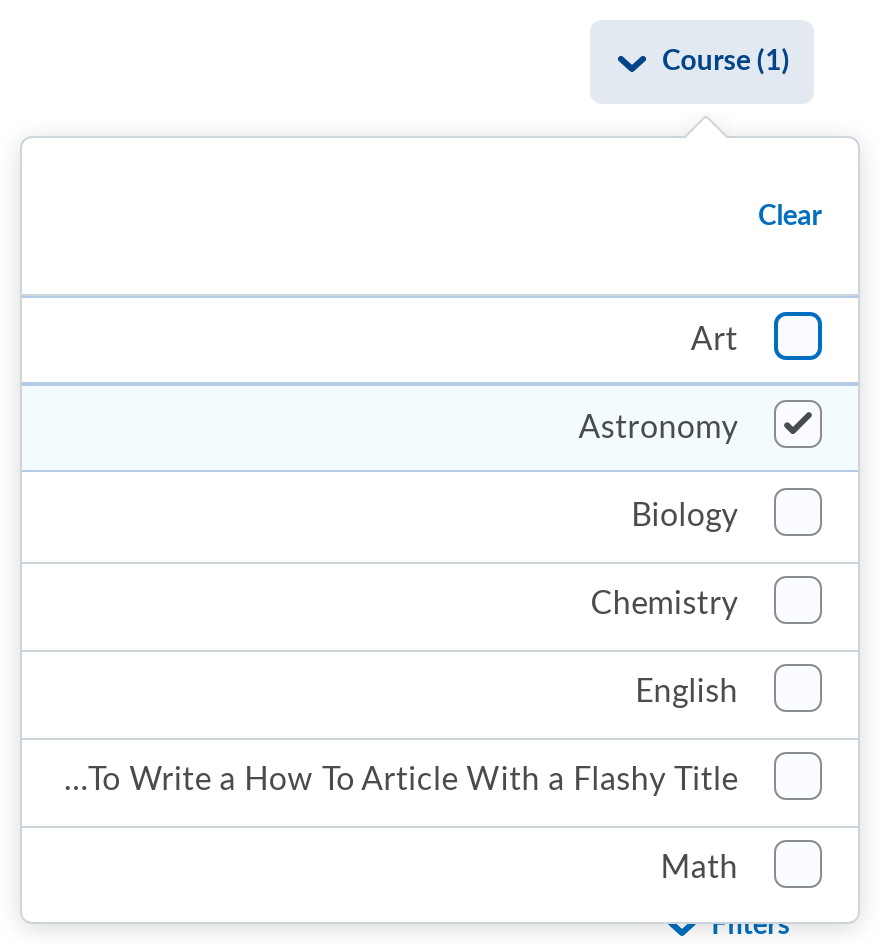 Course (1)
Clear
Art
Astronomy
Biology
Chemistry
English
...To Write a How To Article With a Flashy Title
Math
Filters